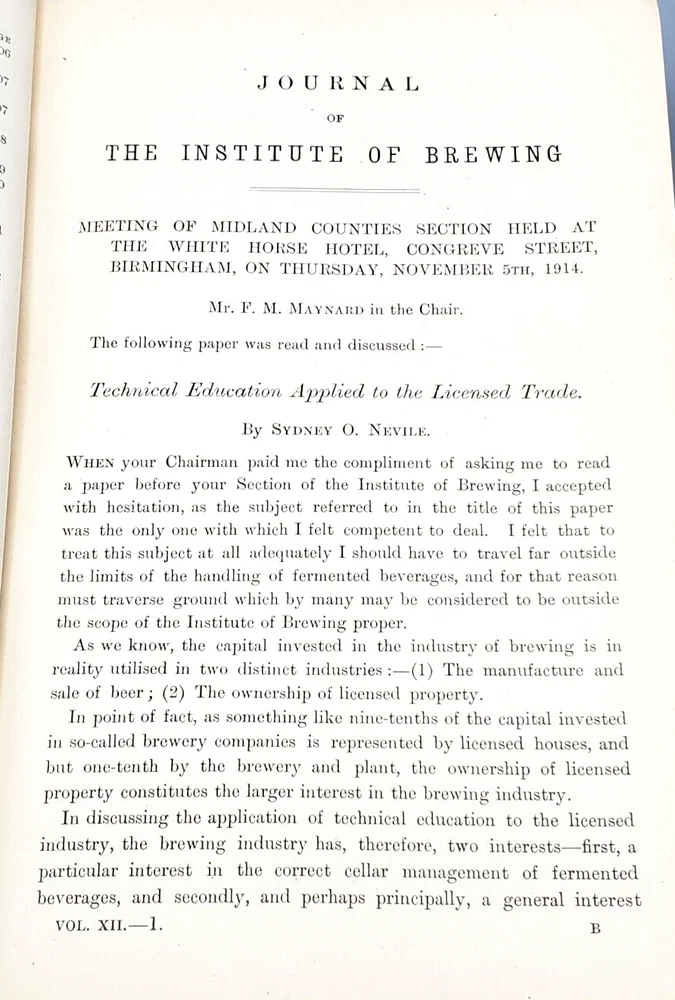 JOURNAL
OF
THE INSTITUTE OF BREWING
MEETING OF MIDLAND COUNTIES SECTION HELD AT
THE WHITE HORSE HOTEL, CONGREVE STREET,
BIRMINGHAM, ON THURSDAY, NOVEMBER 5TH, 1914.
Mr. F. M. MAYNARD in the Chair.
The following paper was read and discussed :—
Technical Education Applied to the Licensed Trade.
By SYDNEY O. NEVILE.
WHEN your Chairman paid me the compliment of asking me to read
a paper before your Section of the Institute of Brewing, I accepted
with hesitation, as the subject referred to in the title of this paper
was the only one with which I felt competent to deal. I felt that to
treat this subject at all adequately I should have to travel far outside
the limits of the handling of fermented beverages, and for that reason
must traverse ground which by many may be considered to be outside
the scope of the Institute of Brewing proper.
As we know, the capital invested in the industry of brewing is in
reality utilised in two distinct industries :—(1) The manufacture and
sale of beer; (2) The ownership of licensed property.
In point of fact, as something like nine-tenths of the capital invested
in so-called brewery companies is represented by licensed houses, and
but one-tenth by the brewery and plant, the ownership of licensed
property constitutes the larger interest in the brewing industry.
In discussing the application of technical education to the licensed
industry, the brewing industry has, therefore, two interests—first, a
particular interest in the correct cellar management of fermented
beverages, and secondly, and perhaps principally, a general interest
VOL. XII.—1. B